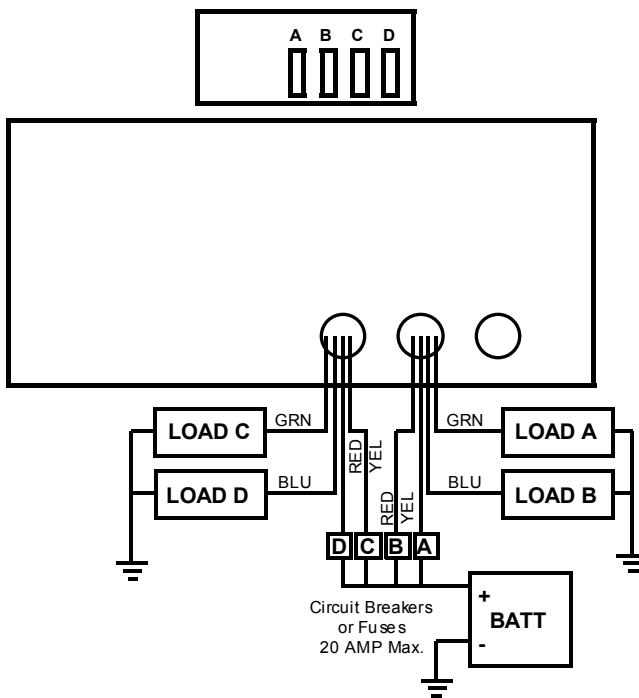 A B C D
LOAD C GRN GRN LOAD A
RED YEL
LOAD D BLU BLU LOAD B
RED YEL
D C B A
Circuit Breakers
or Fuses
20 AMP Max.
+
BATT
-